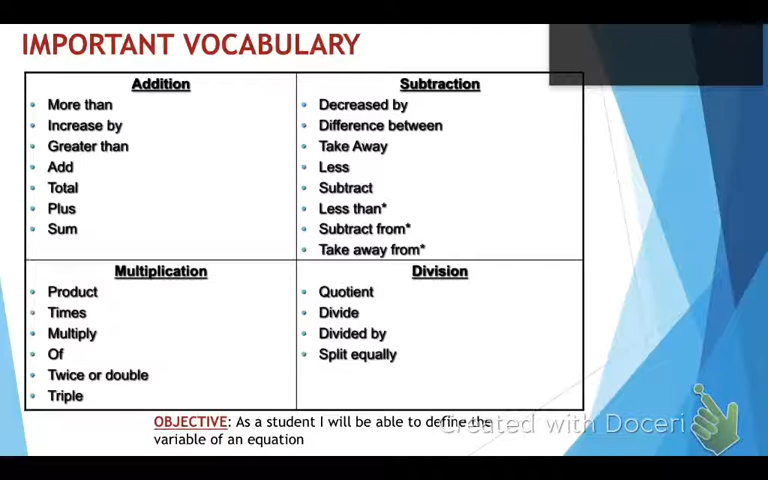 IMPORTANT VOCABULARY
Addition
More than
Increase by
Greater than
Add
Total
Plus
Sum
Subtraction
Decreased by
Difference between
Take Away
Less
Subtract
Less than*
Subtract from*
Take away from*
Multiplication
Product
Times
Multiply
Of
Twice or double
Triple
Division
Quotient
Divide
Divided by
Split equally
OBJECTIVE: As a student I will be able to define the
variable of an equation
Created with Doceri